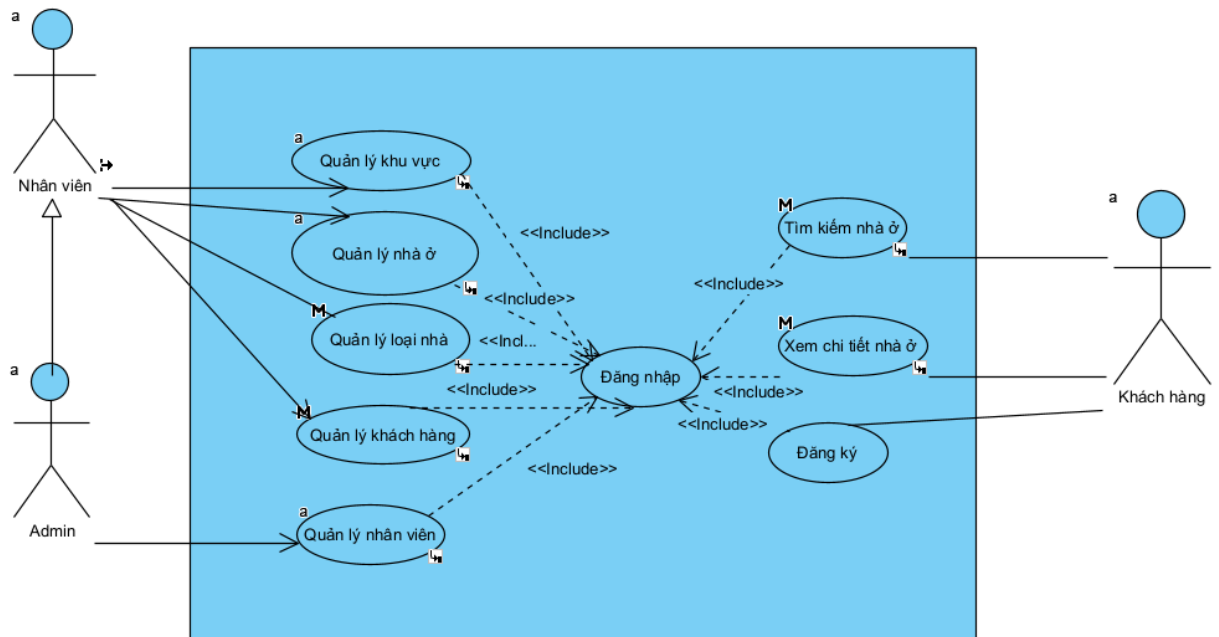 a
Nhân viên
a
Admin
a
Quản lý khu vực
a
Quản lý nhà ở
M
Quản lý loại nhà
M
Quản lý khách hàng
a
Quản lý nhân viên
<<Include>>
<<Include>>
<<Incl...
<<Include>>
<<Include>>
Đăng nhập
<<Include>>
<<Include>>
<<Include>>
M
Tìm kiếm nhà ở
M
Xem chi tiết nhà ở
Đăng ký
a
Khách hàng